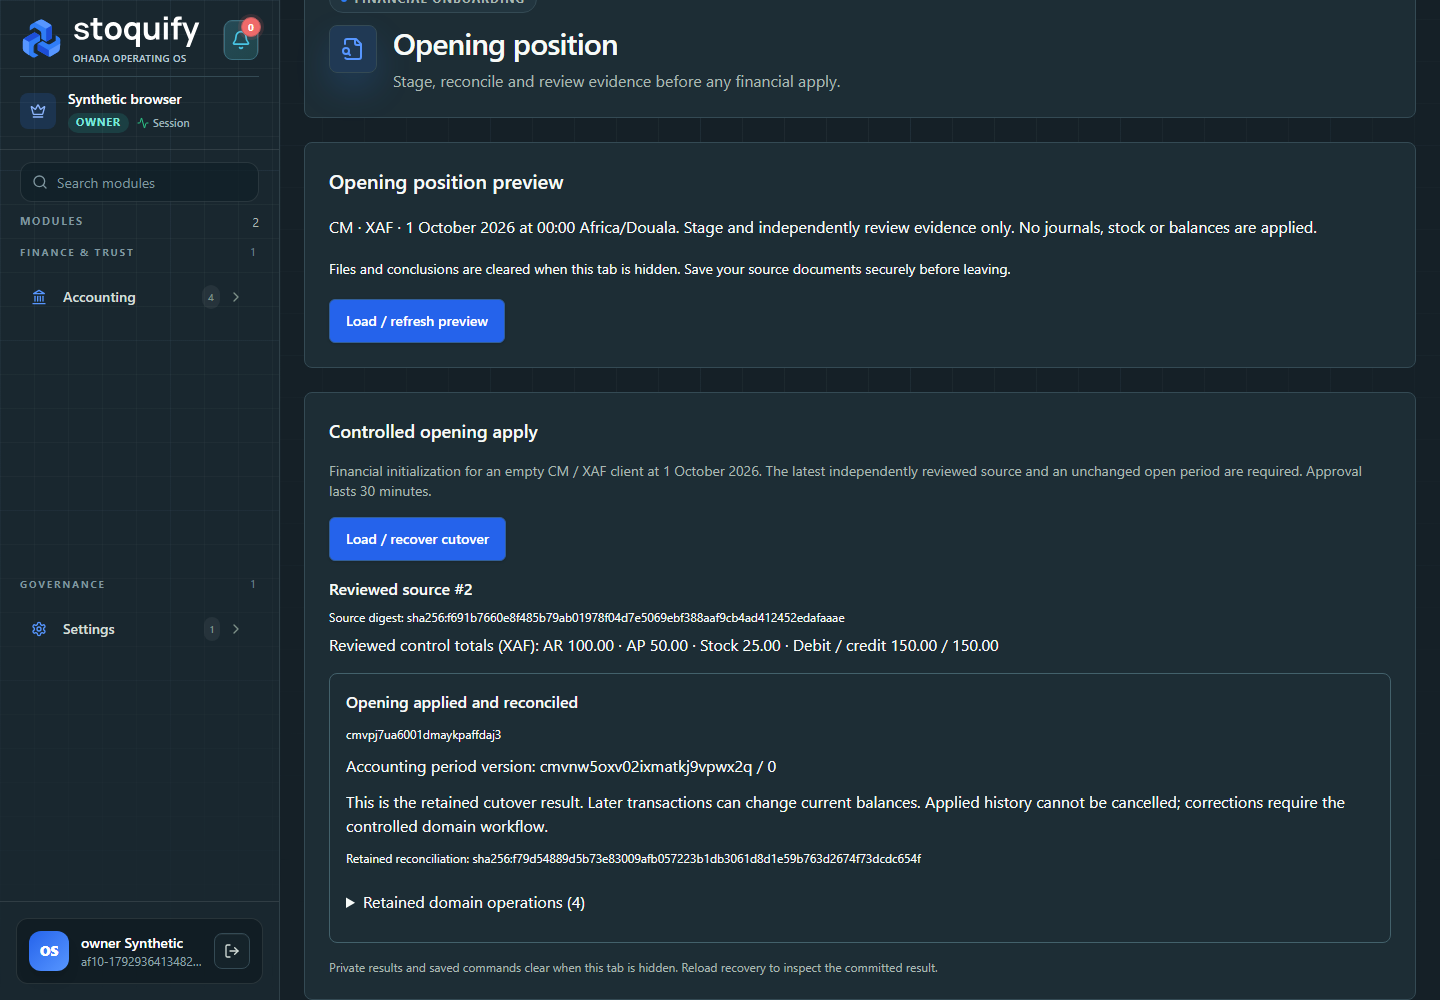 stoquify
OHADA OPERATING OS
0
Synthetic browser
OWNER
Session
Search modules
MODULES
2
FINANCE & TRUST
1
Accounting
4
GOVERNANCE
1
Settings
1
OS
owner Synthetic
af10-1792936413482...
FINANCIAL ONBOARDING
Opening position
Stage, reconcile and review evidence before any financial apply.
Opening position preview
CM · XAF · 1 October 2026 at 00:00 Africa/Douala. Stage and independently review evidence only. No journals, stock or balances are applied.
Files and conclusions are cleared when this tab is hidden. Save your source documents securely before leaving.
Load / refresh preview
Controlled opening apply
Financial initialization for an empty CM / XAF client at 1 October 2026. The latest independently reviewed source and an unchanged open period are required. Approval
lasts 30 minutes.
Load / recover cutover
Reviewed source #2
Source digest: sha256:f691b7660e8f485b79ab01978f04d7e5069ebf388aaf9cb4ad412452edafaaae
Reviewed control totals (XAF): AR 100.00 · AP 50.00 · Stock 25.00 · Debit / credit 150.00 / 150.00
Opening applied and reconciled
cmvpj7ua6001dmaykpaffdaj3
Accounting period version: cmvnw5oxv02ixmatkj9vpwx2q / 0
This is the retained cutover result. Later transactions can change current balances. Applied history cannot be cancelled; corrections require the
controlled domain workflow.
Retained reconciliation: sha256:f79d54889d5b73e83009afb057223b1db3061d8d1e59b763d2674f73dcdc654f
Retained domain operations (4)
Private results and saved commands clear when this tab is hidden. Reload recovery to inspect the committed result.